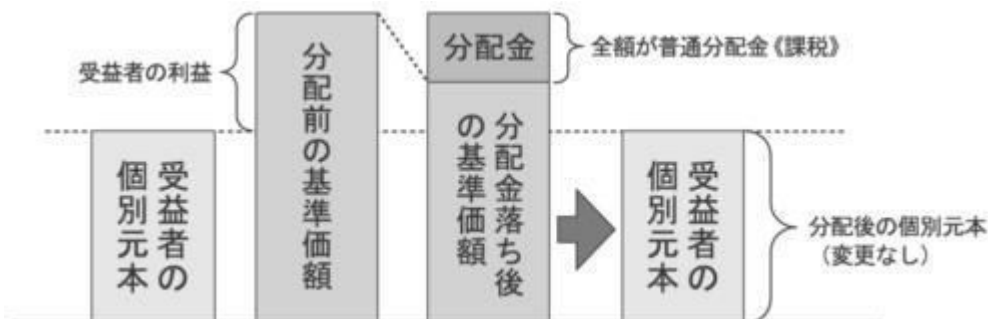 受益者の利益
分配前の基準価額
分配金
全額が普通分配金《課税》
受益者の
個別元本
分配金落ち後
の基準価額
受益者の
個別元本
分配後の個別元本
（変更なし）